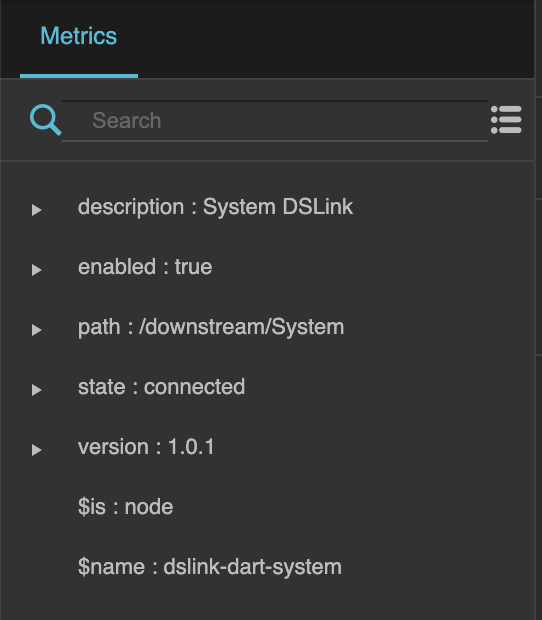 Metrics
Search
description : System DSLink
enabled : true
path : /downstream/System
state : connected
version : 1.0.1
$is : node
$name : dslink-dart-system